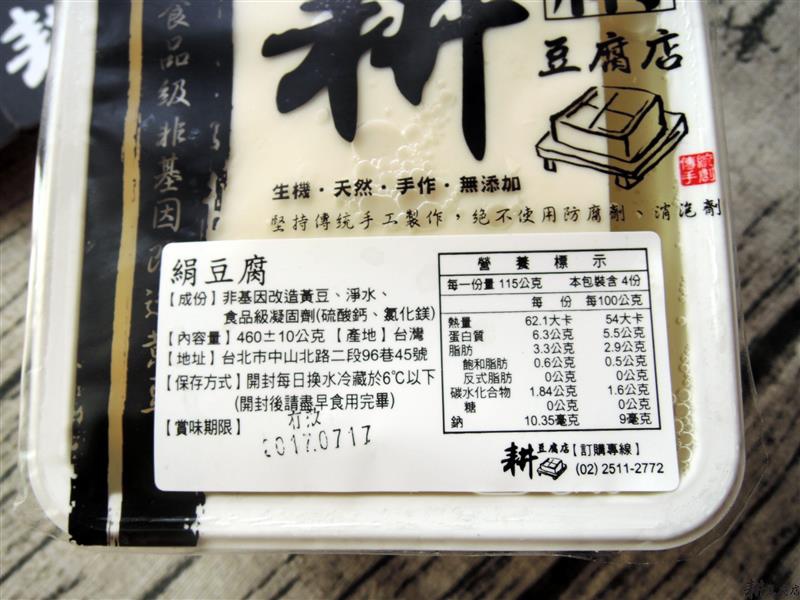 耕
豆腐店
食品級非基因改造黃豆
生機・天然・手作・無添加
堅持傳統手工製作，絕不使用防腐劑、消泡劑
絹豆腐
【成份】非基因改造黃豆、淨水、
食品級凝固劑(硫酸鈣、氯化鎂)
【內容量】460±10公克【產地】台灣
【地址】台北市中山北路二段96巷45號
【保存方式】開封每日換水冷藏於6℃以下
(開封後請盡早食用完畢)
【賞味期限】
2017.0717
營養標示
每一份量 115公克 本包裝含 4份
每 份 每100公克
熱量 62.1大卡 54大卡
蛋白質 6.3公克 5.5公克
脂肪 3.3公克 2.9公克
飽和脂肪 0.6公克 0.5公克
反式脂肪 0公克 0公克
碳水化合物 1.84公克 1.6公克
糖 0公克 0公克
鈉 10.35毫克 9毫克
耕豆腐店【訂購專線】
(02) 2511-2772